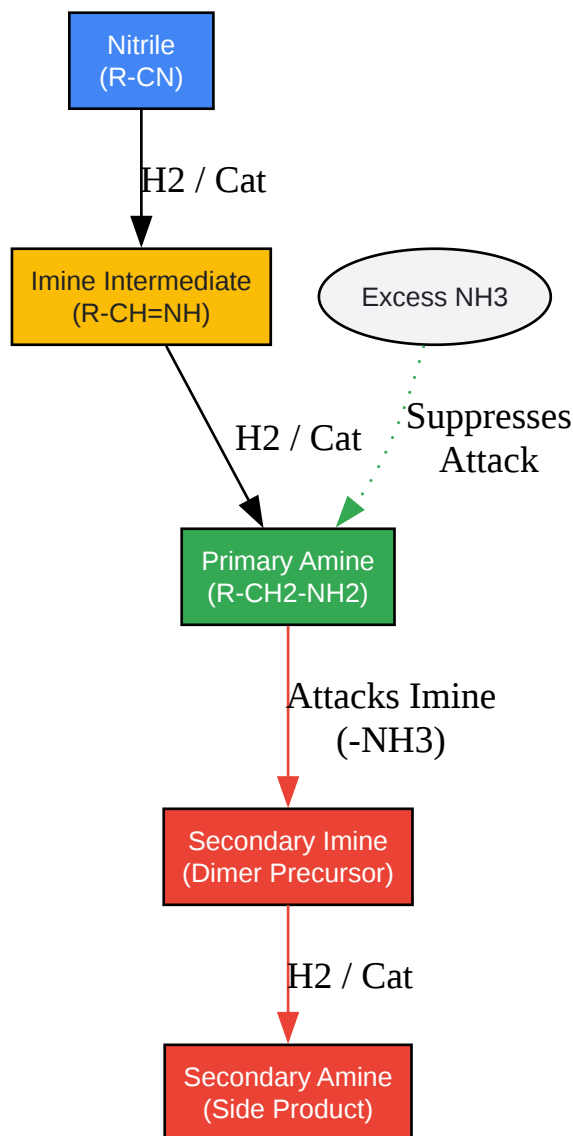 Nitrile
(R-CN)
H2 / Cat
Imine Intermediate
(R-CH=NH)
Excess NH3
H2 / Cat
Suppresses
Attack
Primary Amine
(R-CH2-NH2)
Attacks Imine
(-NH3)
Secondary Imine
(Dimer Precursor)
H2 / Cat
Secondary Amine
(Side Product)